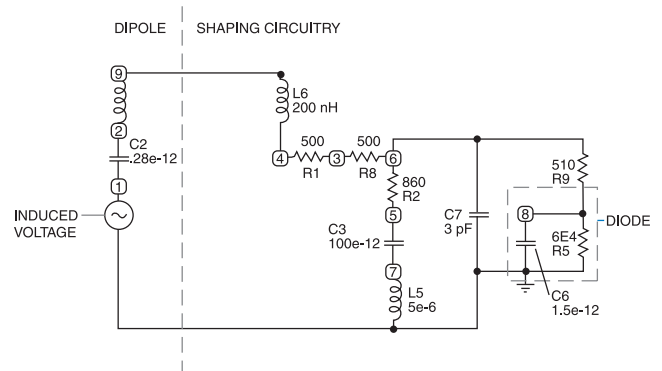 DIPOLE
SHAPING CIRCUITRY
9
L6
200 nH
2
C2
.28e-12
500
500
4
3
6
R1
R8
510
R9
1
860
R2
8
INDUCED
VOLTAGE
5
C7
3 pF
6E4
R5
DIODE
C3
100e-12
7
L5
5e-6
C6
1.5e-12